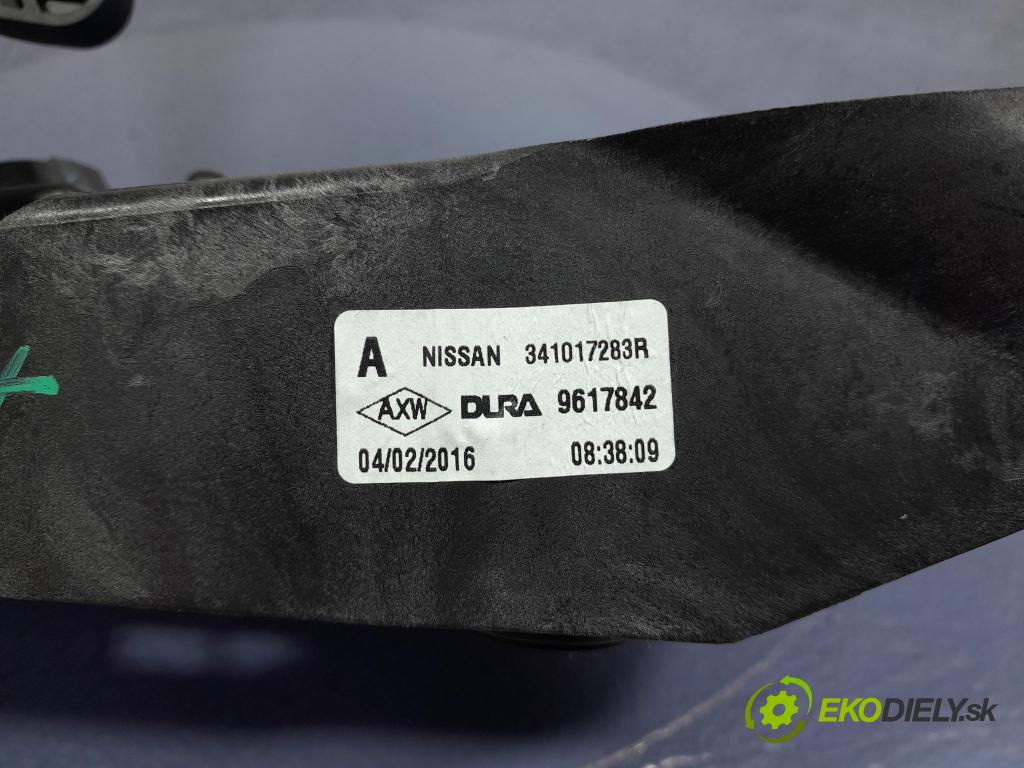 A NISSAN 341017283R
AXW DURA 9617842
04/02/2016 08:38:09
EKODIELY.sk